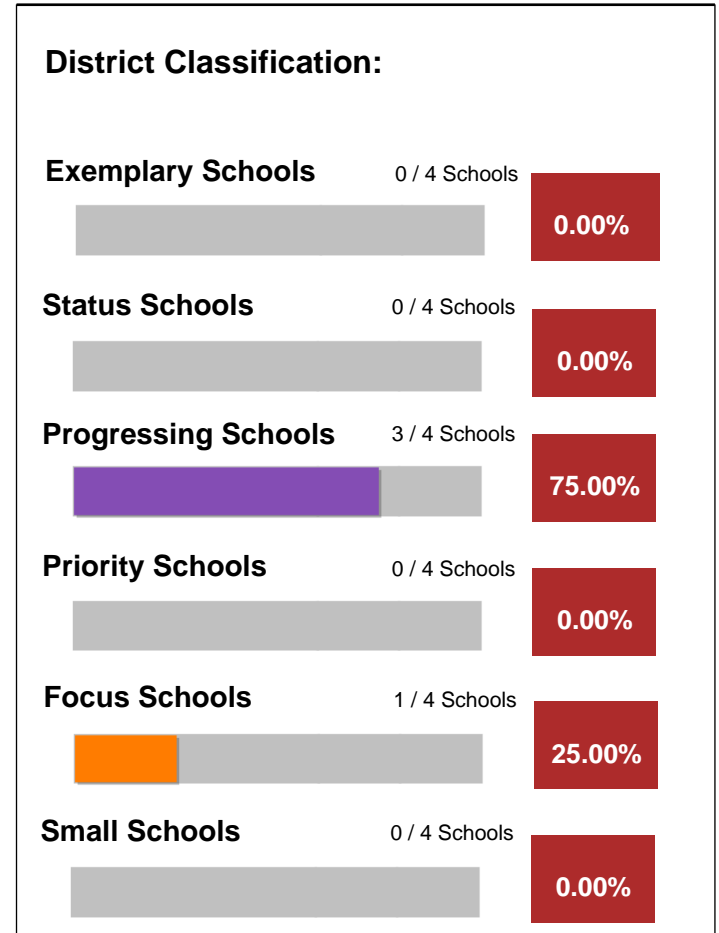 District Classification:
Exemplary Schools 0 / 4 Schools
0.00%
Status Schools 0 / 4 Schools
0.00%
Progressing Schools 3 / 4 Schools
75.00%
Priority Schools 0 / 4 Schools
0.00%
Focus Schools 1 / 4 Schools
25.00%
Small Schools 0 / 4 Schools
0.00%